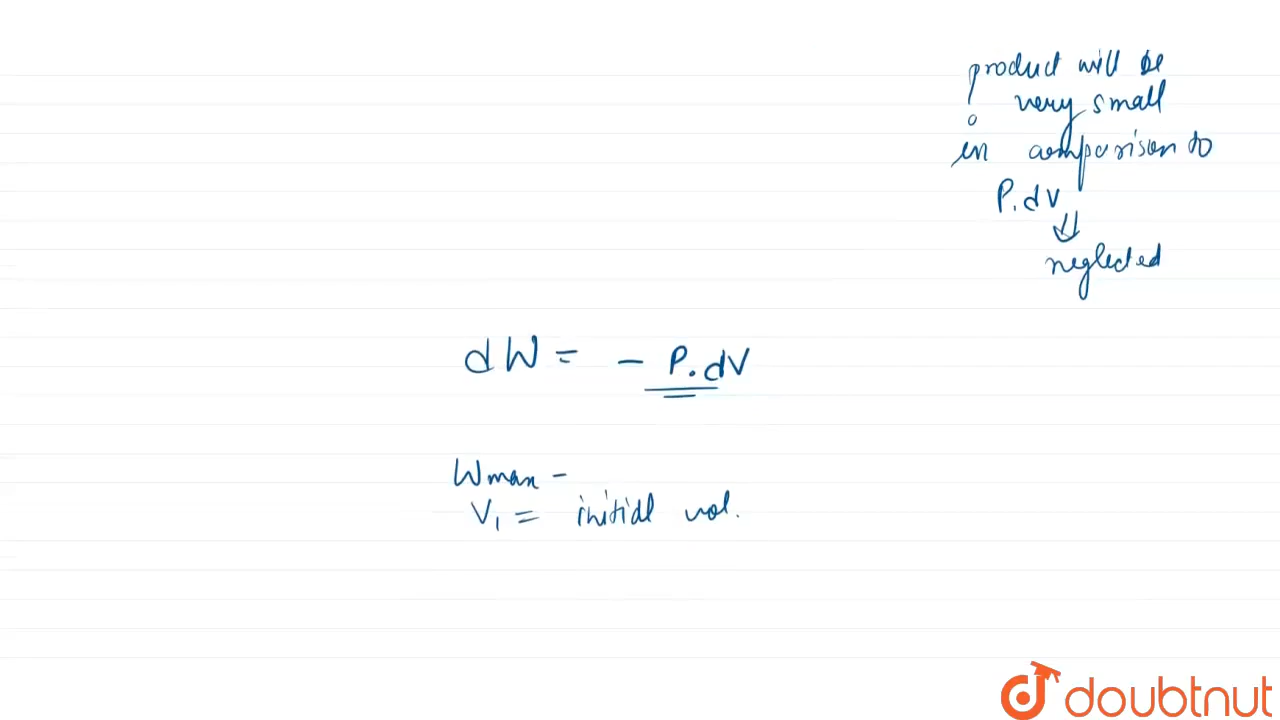 product will be
very small
in comparison to
P.dV
⇓
neglected
dW = - P.dV
Wmax -
V₁ = initial vol.
doubtnut